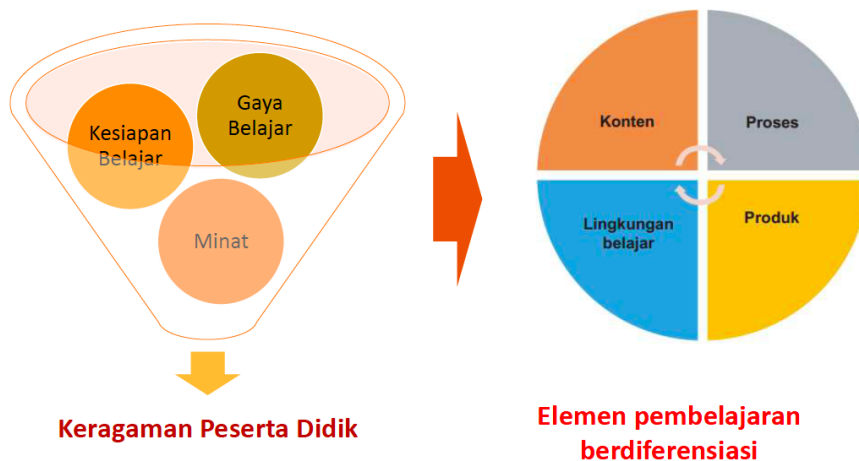 Gaya
Belajar
Kesiapan
Belajar
Minat
Keragaman Peserta Didik
Konten
Proses
Lingkungan
belajar
Produk
Elemen pembelajaran
berdiferensiasi